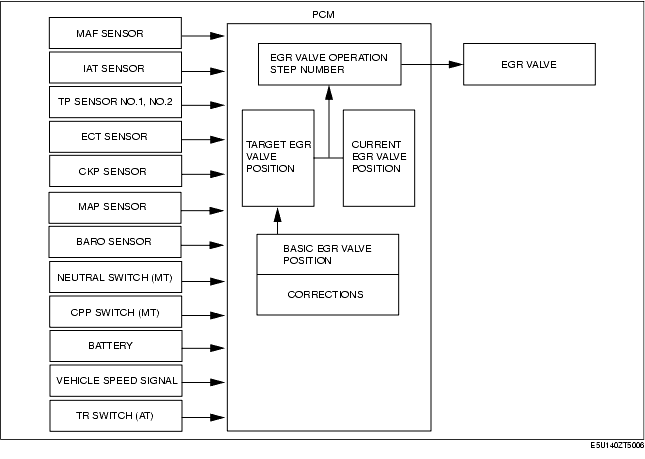 PCM
MAF SENSOR
IAT SENSOR
TP SENSOR NO.1, NO.2
ECT SENSOR
CKP SENSOR
MAP SENSOR
BARO SENSOR
NEUTRAL SWITCH (MT)
CPP SWITCH (MT)
BATTERY
VEHICLE SPEED SIGNAL
TR SWITCH (AT)
EGR VALVE OPERATION
STEP NUMBER
EGR VALVE
TARGET EGR
VALVE
POSITION
CURRENT
EGR VALVE
POSITION
BASIC EGR VALVE
POSITION
CORRECTIONS
E5U140ZT5006